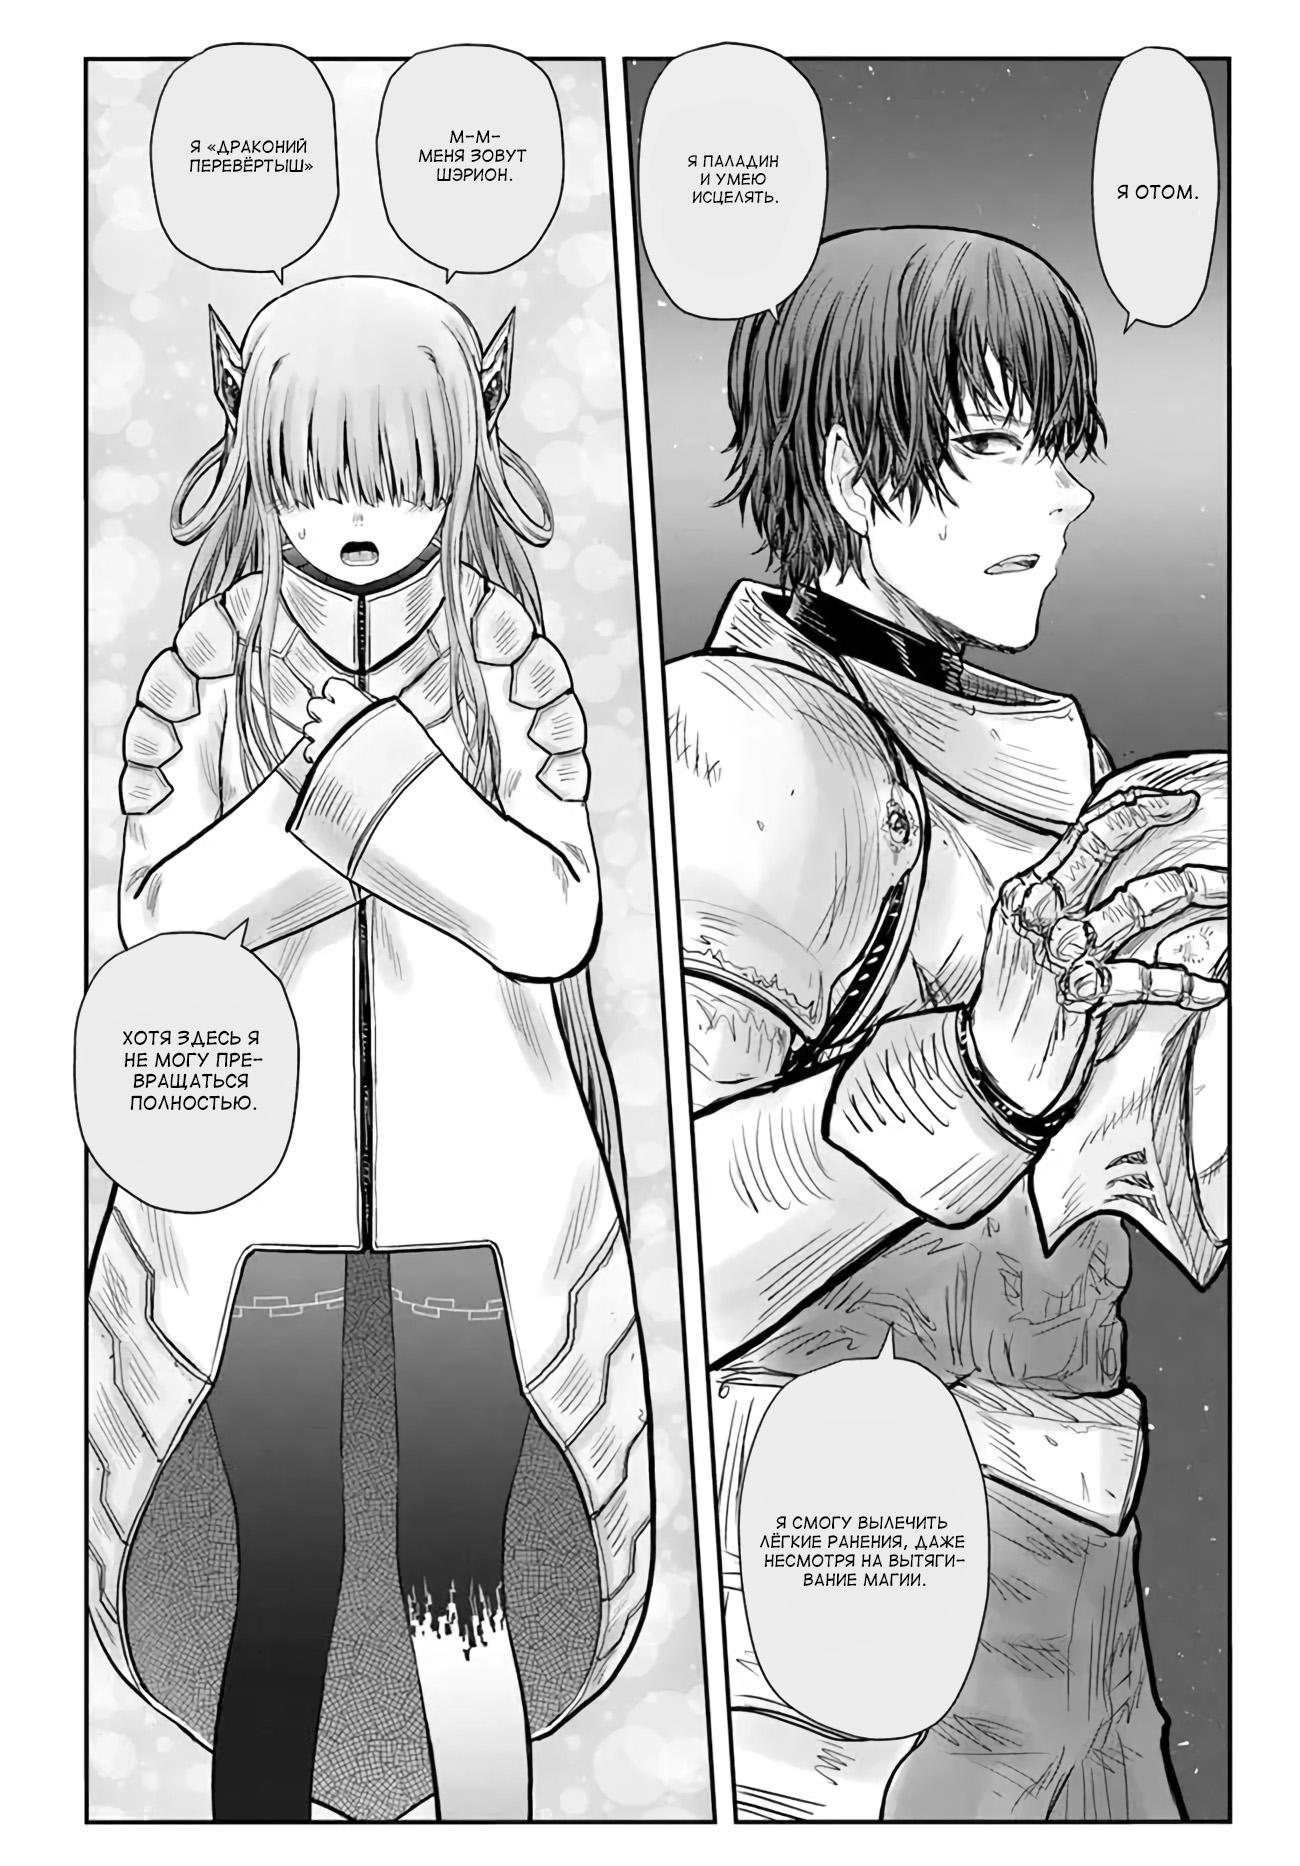 Я ОТОМ.
Я ПАЛАДИН
И УМЕЮ
ИСЦЕЛЯТЬ.
Я СМОГУ ВЫЛЕЧИТЬ
ЛЁГКИЕ РАНЕНИЯ, ДАЖЕ
НЕСМОТРЯ НА ВЫТЯГИ-
ВАНИЕ МАГИИ.
М-М-
МЕНЯ ЗОВУТ
ШЭРИОН.
Я «ДРАКОНИЙ
ПЕРЕВЁРТЫШ»
ХОТЯ ЗДЕСЬ Я
НЕ МОГУ ПРЕ-
ВРАЩАТЬСЯ
ПОЛНОСТЬЮ.